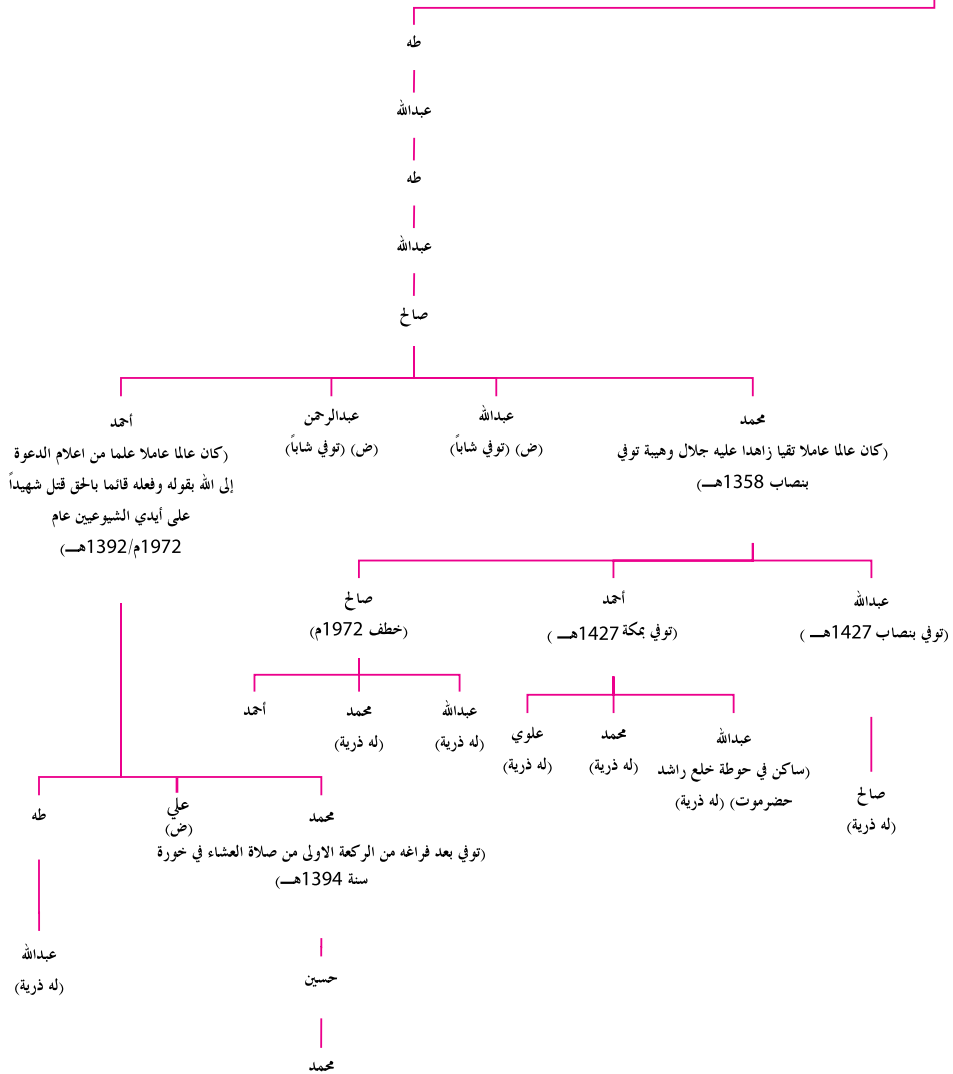 طه
عبدالله
طه
عبدالله
صالح
محمد
(كان عالما عاملا تقيا زاهدا عليه جلال وهيبة توفي
بنصاب 1358هـ)
عبدالله
(ض) (توفي شاباً)
عبدالرحمن
(ض) (توفي شاباً)
أحمد
(كان عالما عاملا علما من اعلام الدعوة
إلى الله بقوله وفعله قائما بالحق قتل شهيداً
على أيدي الشيوعيين عام
1972م/1392هـ)
عبدالله
(توفي بنصاب 1427هـ )
أحمد
(توفي بمكة 1427هـ )
صالح
(خطف 1972م)
عبدالله
(له ذرية)
محمد
(له ذرية)
أحمد
عبدالله
(ساكن في حوطة خلع راشد
حضرموت) (له ذرية)
محمد
(له ذرية)
علوي
(له ذرية)
صالح
(له ذرية)
محمد
(توفي بعد فراغه من الركعة الاولى من صلاة العشاء في خورة
سنة 1394هـ)
علي
(ض)
طه
عبدالله
(له ذرية)
حسين
محمد